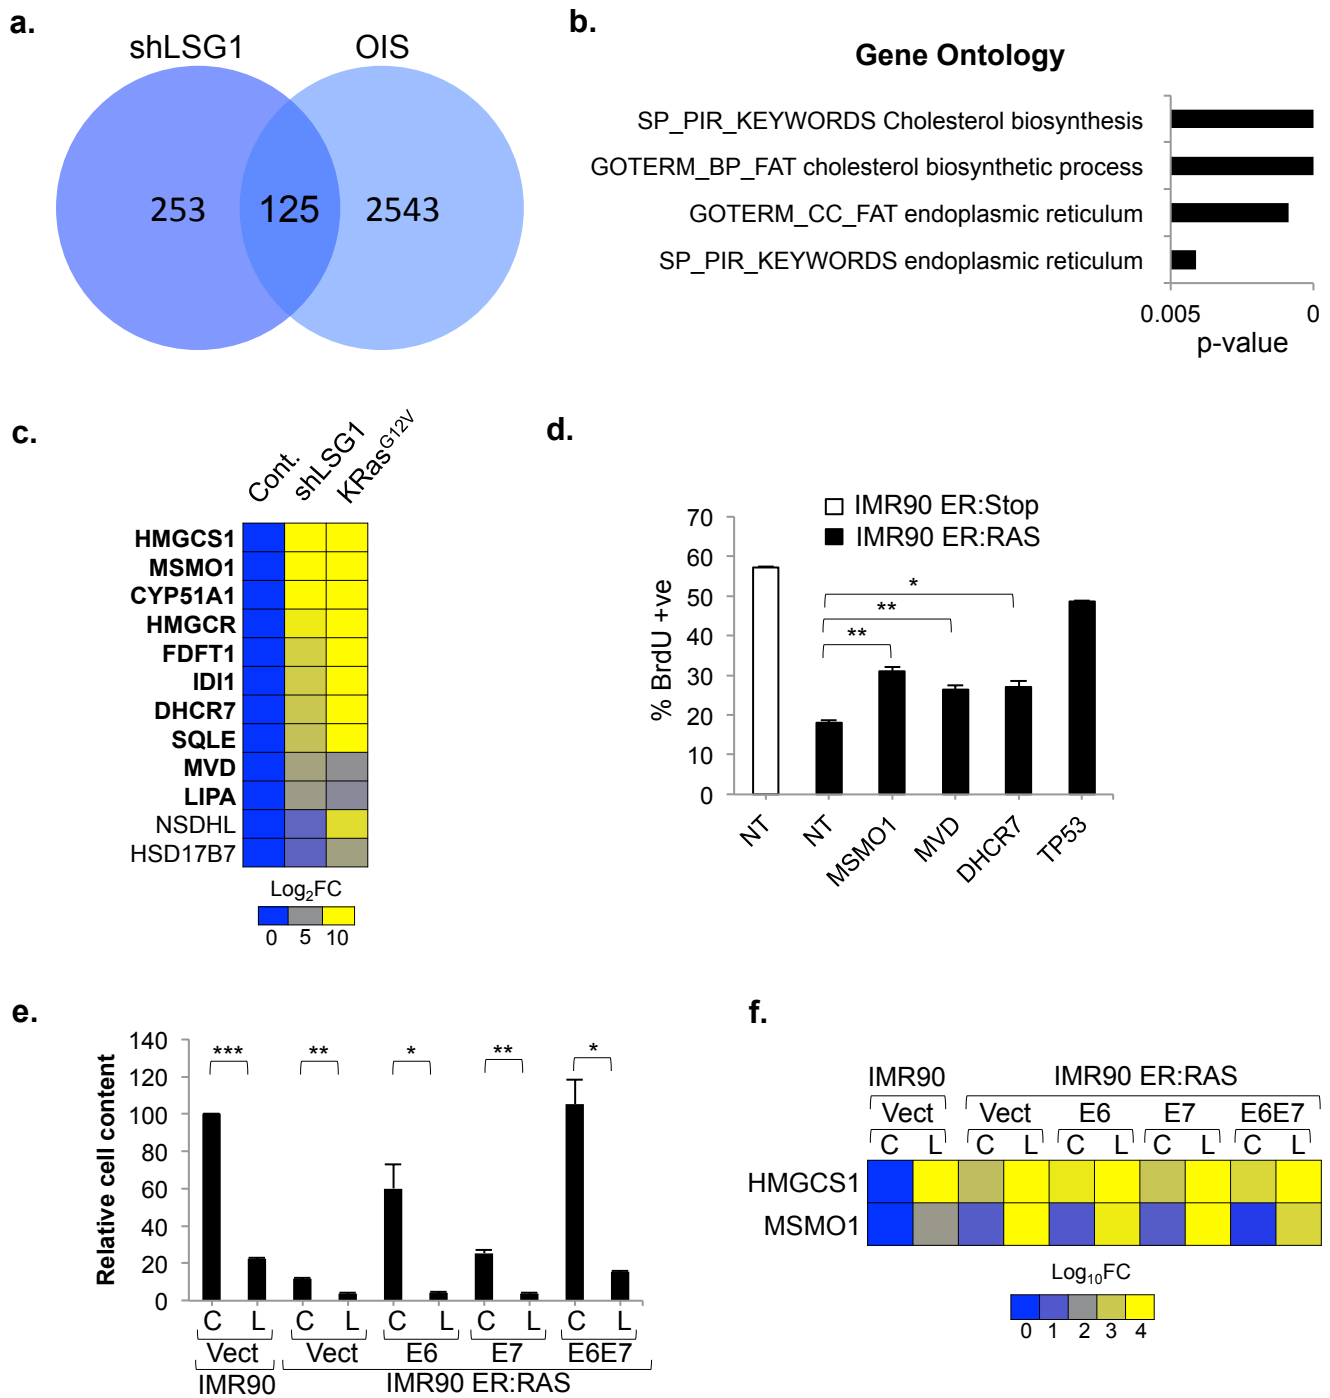 a.
shLSG1 OIS
253 125 2543
b.
Gene Ontology
SP_PIR_KEYWORDS Cholesterol biosynthesis
GOTERM_BP_FAT cholesterol biosynthetic process
GOTERM_CC_FAT endoplasmic reticulum
SP_PIR_KEYWORDS endoplasmic reticulum
0.005 0
p-value
c.
Cont. shLSG1 KRasG12V
HMGCS1
MSMO1
CYP51A1
HMGCR
FDFT1
IDI1
DHCR7
SQLE
MVD
LIPA
NSDHL
HSD17B7
Log2FC
0 5 10
d.
IMR90 ER:Stop
IMR90 ER:RAS
% BrdU +ve
70
60
50
40
30
20
10
0
*
**
**
NT NT MSMO1 MVD DHCR7 TP53
e.
Relative cell content
140
120
100
80
60
40
20
0
*** ** * ** *
C L C L C L C L C L
Vect Vect E6 E7 E6E7
IMR90 IMR90 ER:RAS
f.
IMR90 IMR90 ER:RAS
Vect Vect E6 E7 E6E7
C L C L C L C L C L
HMGCS1
MSMO1
Log10FC
0 1 2 3 4